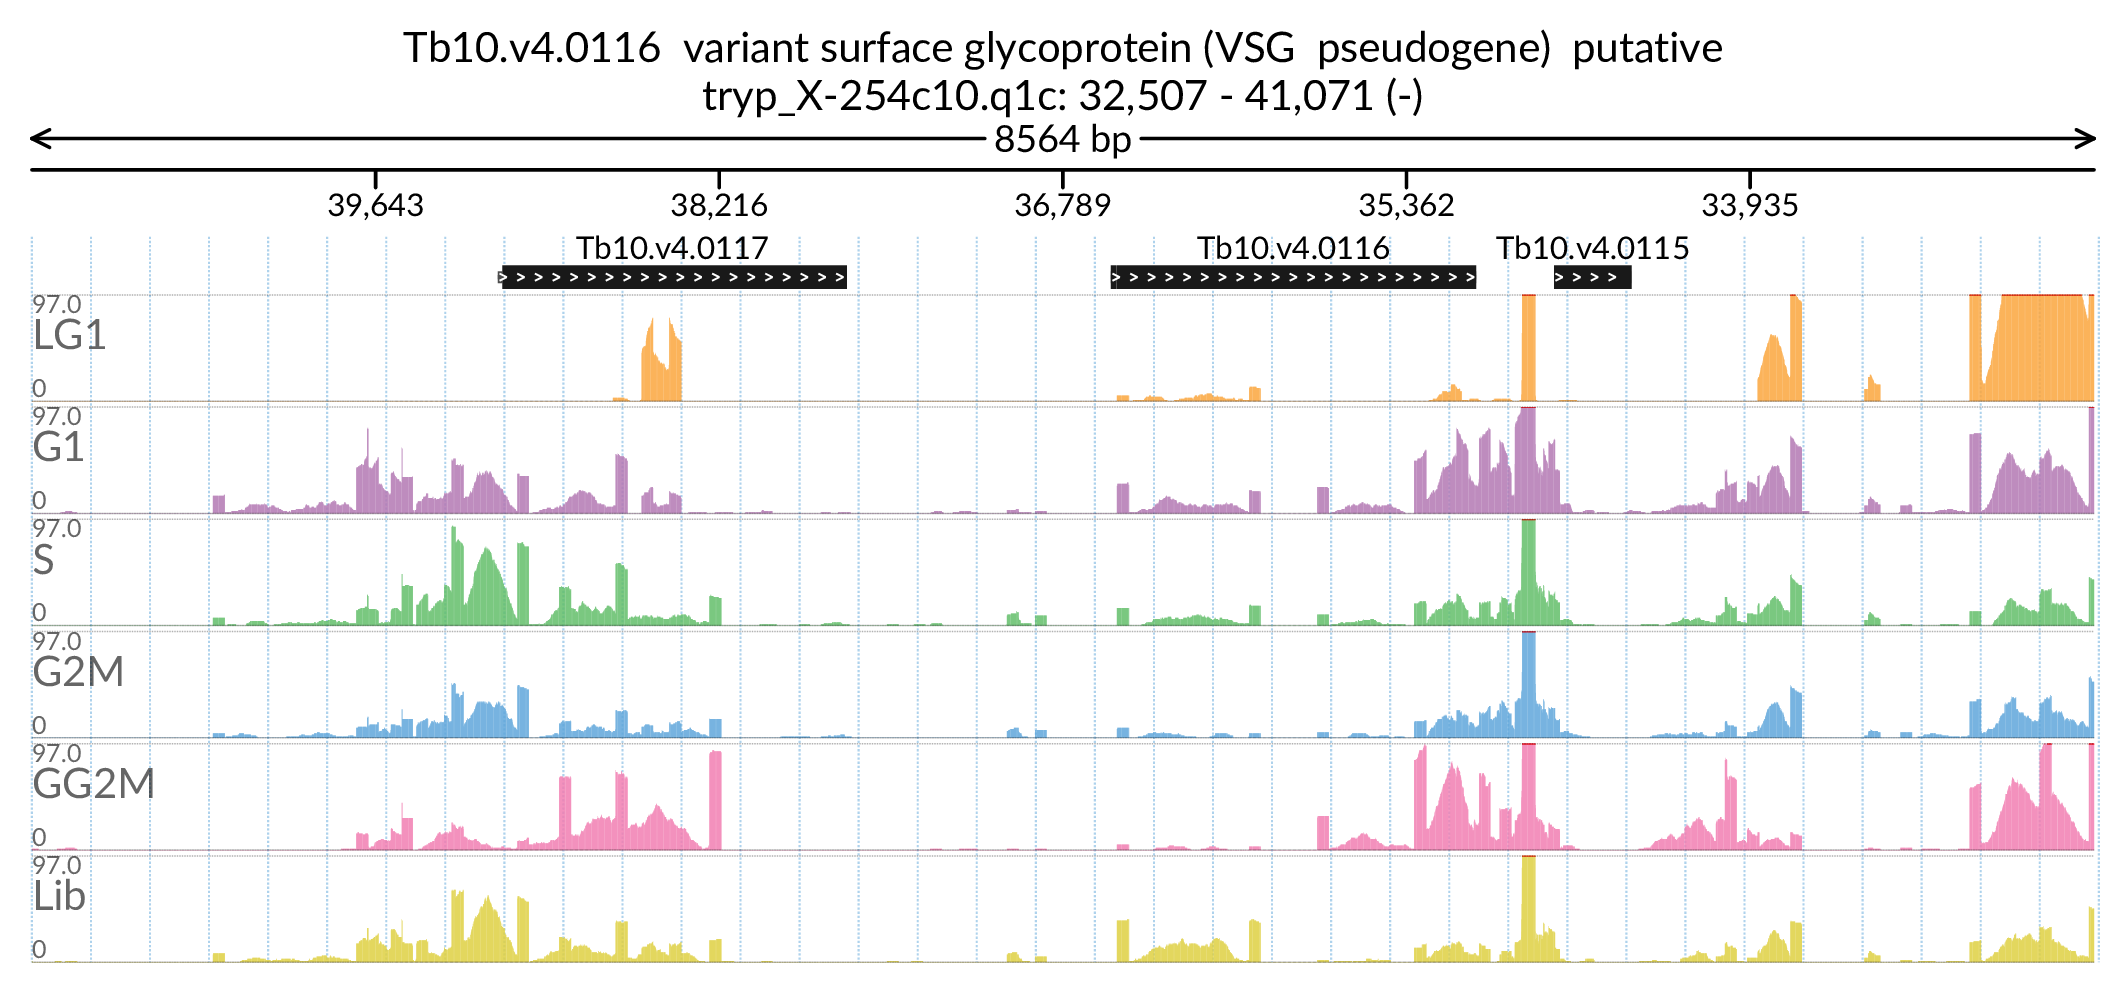 Tb10.v4.0116 variant surface glycoprotein (VSG pseudogene) putative
tryp_X-254c10.q1c: 32,507 - 41,071 (-)
8564 bp
39,643 38,216 36,789 35,362 33,935
Tb10.v4.0117 Tb10.v4.0116 Tb10.v4.0115
97.0
LG1
0
97.0
G1
0
97.0
S
0
97.0
G2M
0
97.0
GG2M
0
97.0
Lib
0